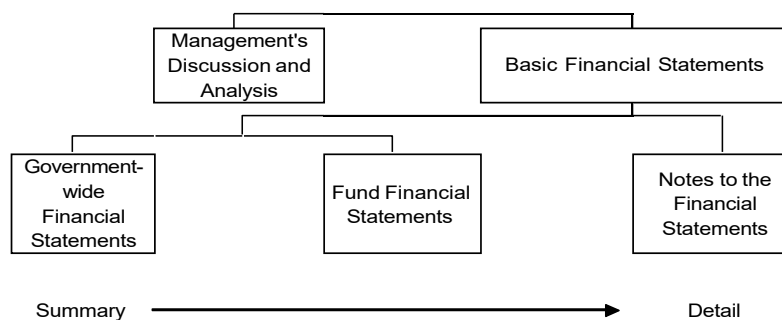 Management's
Discussion and
Analysis
Basic Financial Statements
Government-
wide
Financial
Statements
Fund Financial
Statements
Notes to the
Financial
Statements
Summary
Detail